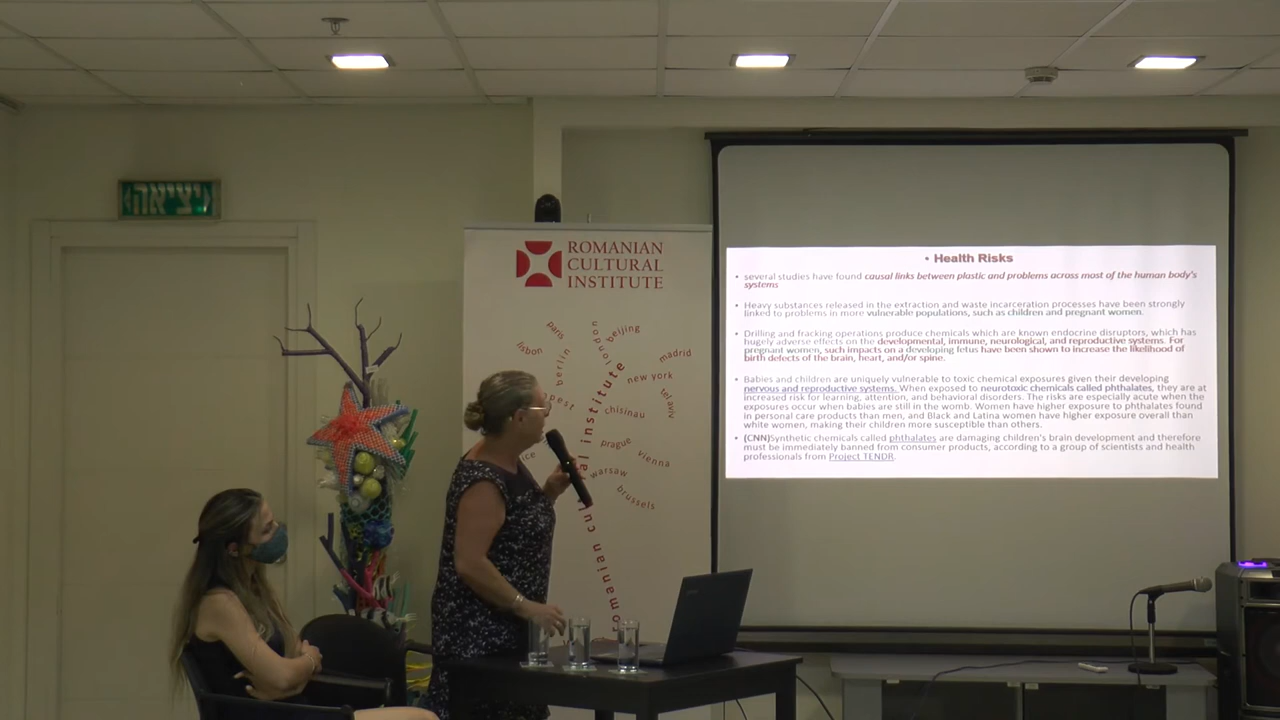 יציאה
ROMANIAN
CULTURAL
INSTITUTE
paris
london
beijing
lisbon
berlin
madrid
new york
tel aviv
chisinau
prague
vienna
warsaw
brussels
romanian cultural institute
• Health Risks
• several studies have found causal links between plastic and problems across most of the human body's
systems
• Heavy substances released in the extraction and waste incarceration processes have been strongly
linked to problems in more vulnerable populations, such as children and pregnant women.
• Drilling and fracking operations produce chemicals which are known endocrine disruptors, which has
hugely adverse effects on the developmental, immune, neurological, and reproductive systems. For
pregnant women, such impacts on a developing fetus have been shown to increase the likelihood of
birth defects of the brain, heart, and/or spine.
• Babies and children are uniquely vulnerable to toxic chemical exposures given their developing
nervous and reproductive systems. When exposed to neurotoxic chemicals called phthalates, they are at
increased risk for learning, attention, and behavioral disorders. The risks are especially acute when the
exposures occur when babies are still in the womb. Women have higher exposure to phthalates found
in personal care products than men, and Black and Latina women have higher exposure overall than
white women, making their children more susceptible than others.
• (CNN)Synthetic chemicals called phthalates are damaging children's brain development and therefore
must be immediately banned from consumer products, according to a group of scientists and health
professionals from Project TENDR.